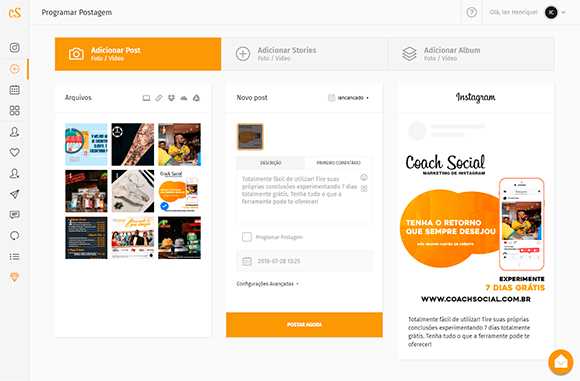 cS
Programar Postagem
Olá, Ian Henrique!
IC
Adicionar Post
Foto / Vídeo
Adicionar Stories
Foto / Vídeo
Adicionar Album
Foto / Vídeo
Arquivos
Novo post
iancancado
DESCRIÇÃO
PRIMEIRO COMENTÁRIO
Totalmente fácil de utilizar! Tire suas
próprias conclusões experimentando 7 dias
totalmente grátis. Tenha tudo o que a
ferramente pode te oferecer!
Programar Postagem
2018-07-28 13:25
Configurações Avançadas
POSTAR AGORA
Instagram
Coach Social
MARKETING DE INSTAGRAM
TENHA O RETORNO
QUE SEMPRE DESEJOU
NÃO REQUER CARTÃO DE CRÉDITO
EXPERIMENTE
7 DIAS GRÁTIS
WWW.COACHSOCIAL.COM.BR
Totalmente fácil de utilizar! Tire suas próprias
conclusões experimentando 7 dias totalmente
grátis. Tenha tudo o que a ferramente pode te
oferecer!